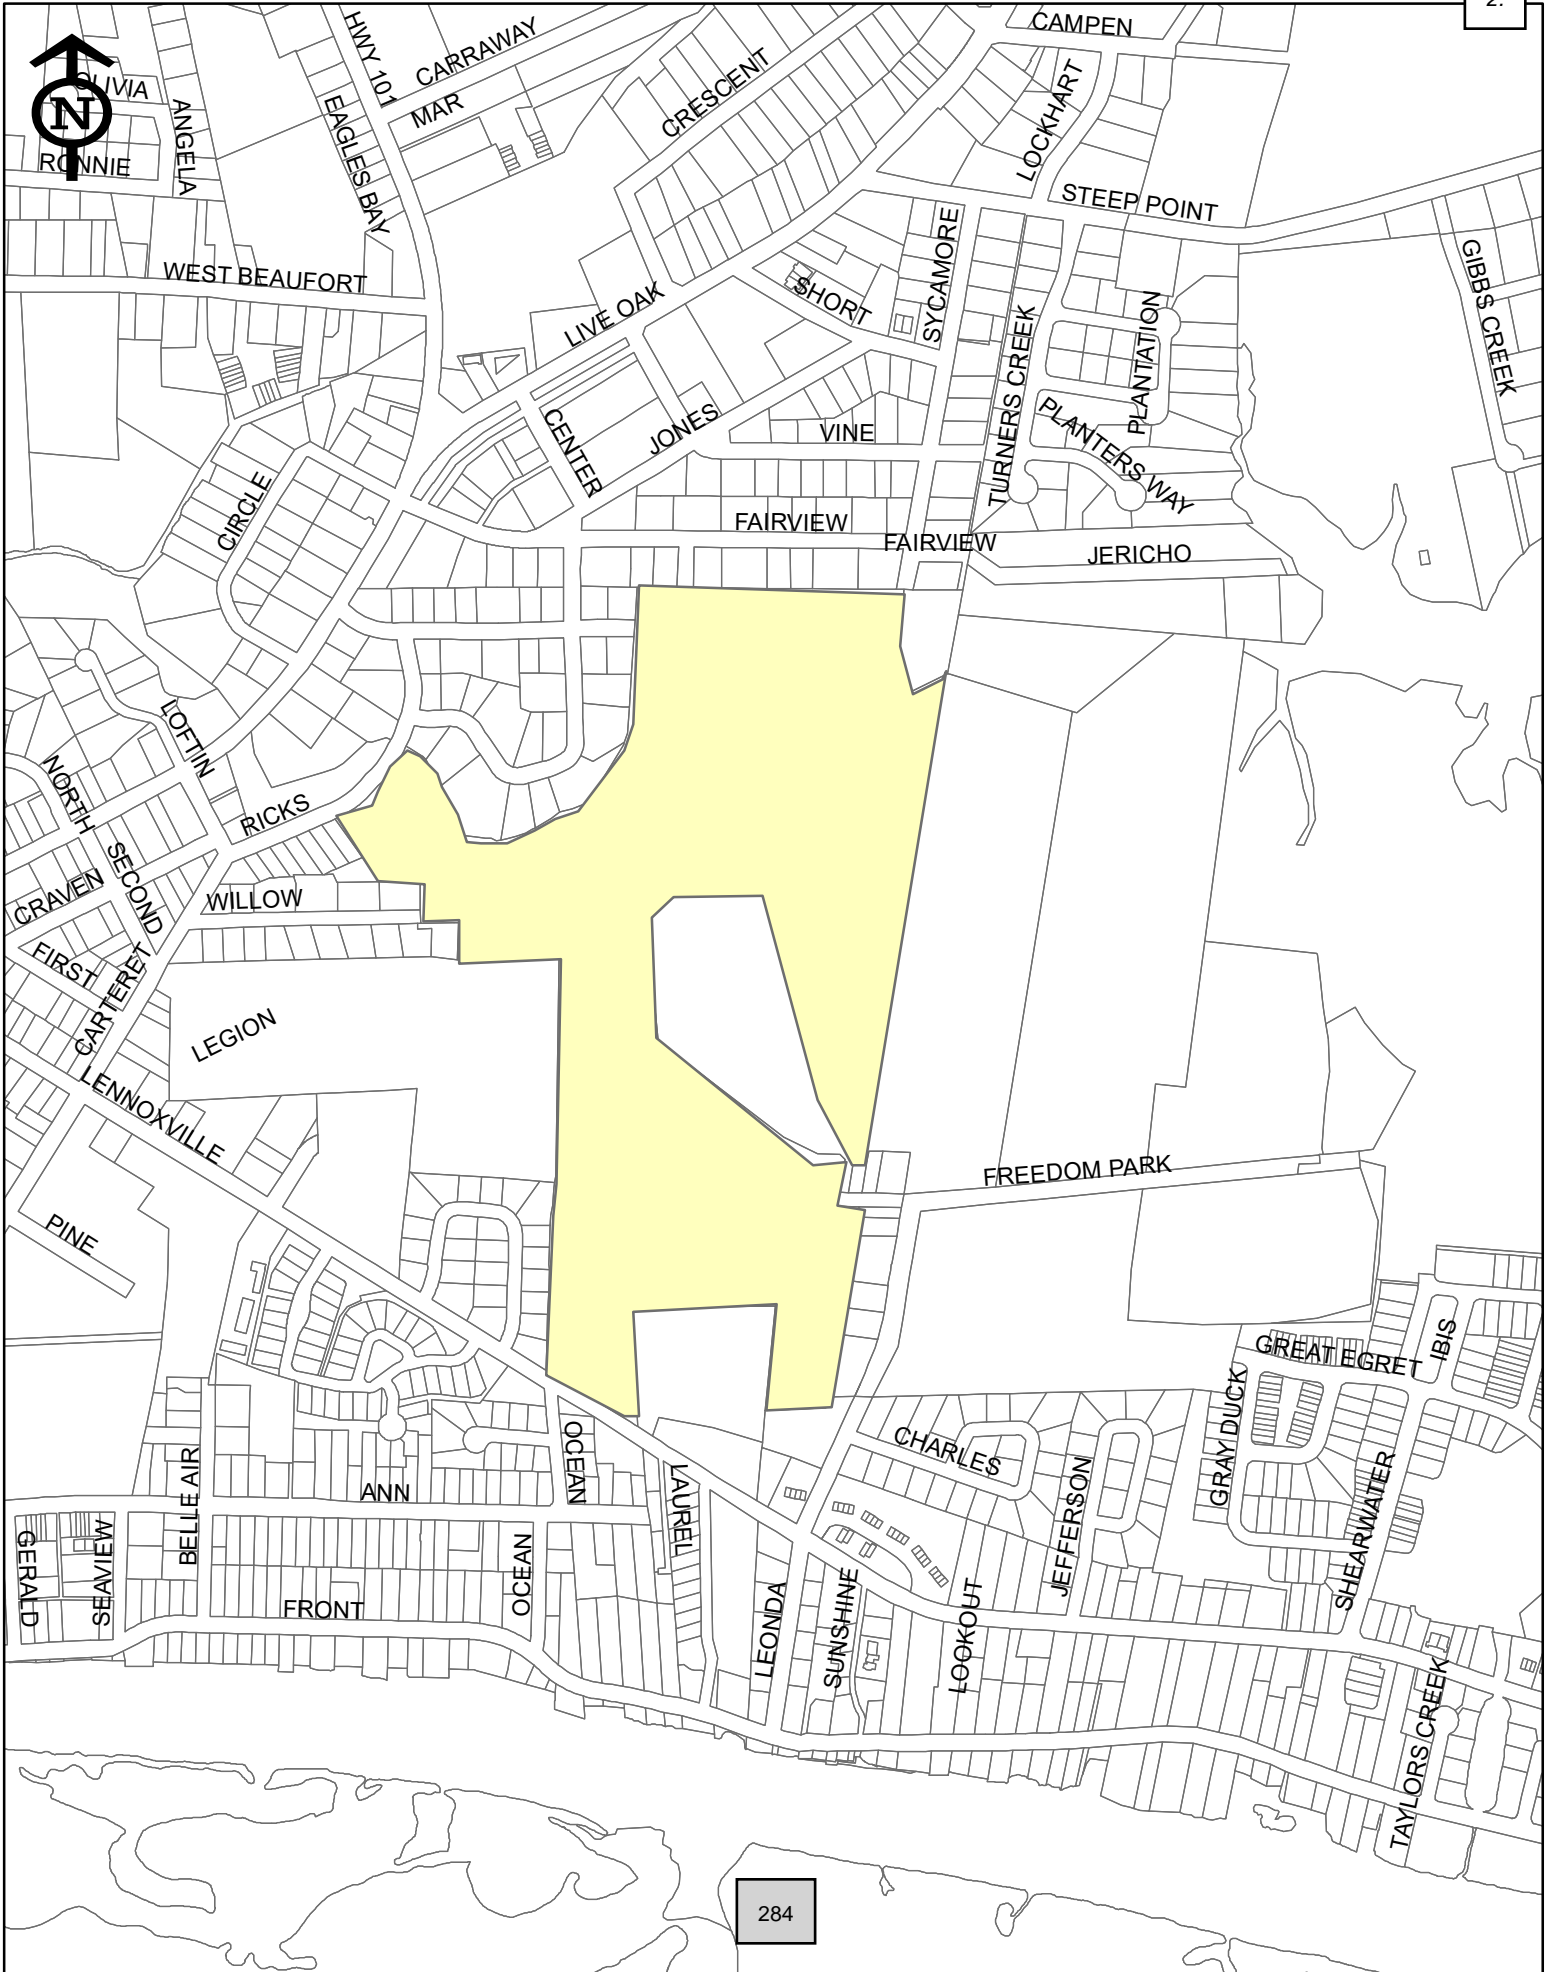 2.
CAMPEN
HWY 101
CARRAWAY
OLIVIA
ANGELA
EAGLES BAY
MAR
CRESCENT
LOCKHART
N
RONNIE
STEEP POINT
SYCAMORE
GIBBS CREEK
WEST BEAUFORT
SHORT
LIVE OAK
PLANTATION
TURNERS CREEK
CENTER
JONES
VINE
PLANTERS WAY
CIRCLE
FAIRVIEW
FAIRVIEW
JERICHO
LOFTIN
NORTH
RICKS
SECOND
CRAVEN
WILLOW
FIRST
CARTERET
LEGION
LENNOXVILLE
FREEDOM PARK
PINE
IBIS
GREAT EGRET
GRAY DUCK
OCEAN
CHARLES
BELLE AIR
ANN
LAUREL
JEFFERSON
SHEARWATER
GERALD
SEAVIEW
OCEAN
FRONT
LEONDA
SUNSHINE
LOOKOUT
TAYLORS CREEK
284